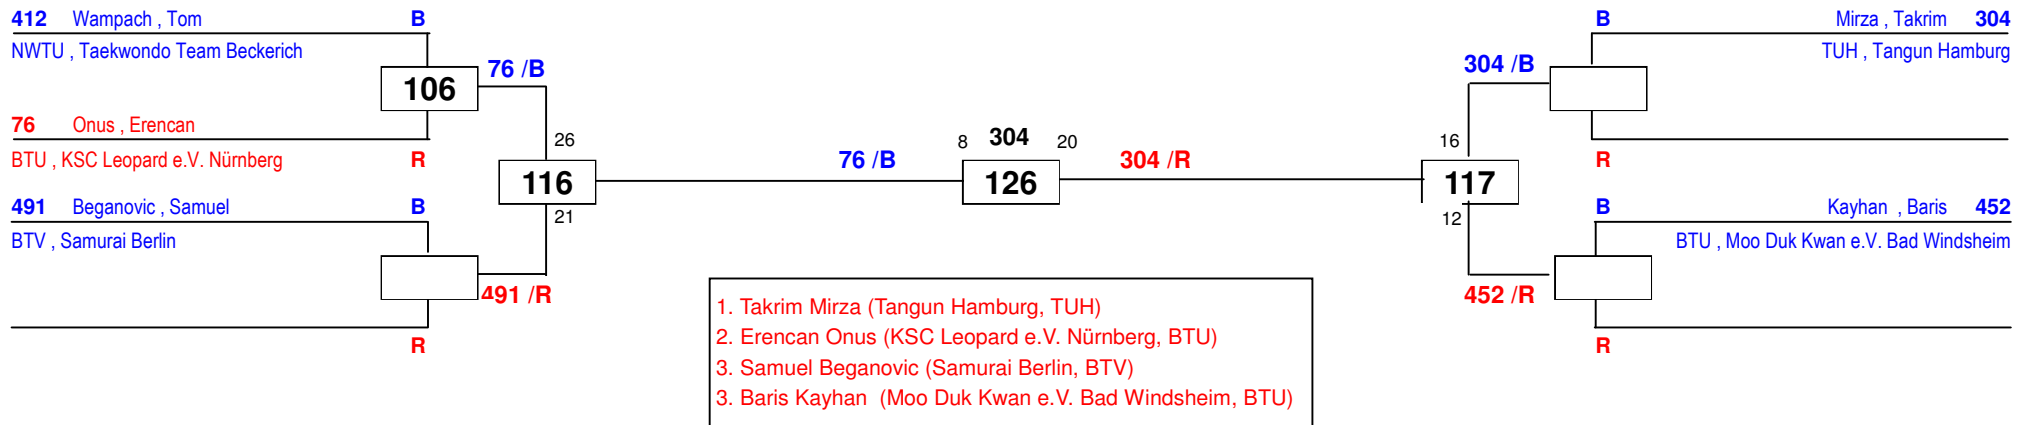 412 Wampach , Tom B
NWTU , Taekwondo Team Beckerich
106
76 /B
76 Onus , Erencan
BTU , KSC Leopard e.V. Nürnberg R
26
116
21
491 Beganovic , Samuel B
BTV , Samurai Berlin
491 /R
R
76 /B
8 304 20
126
304 /R
B Mirza , Takrim 304
TUH , Tangun Hamburg
304 /B
16
R
117
12
B Kayhan , Baris 452
BTU , Moo Duk Kwan e.V. Bad Windsheim
452 /R
R
1. Takrim Mirza (Tangun Hamburg, TUH)
2. Erencan Onus (KSC Leopard e.V. Nürnberg, BTU)
3. Samuel Beganovic (Samurai Berlin, BTV)
3. Baris Kayhan (Moo Duk Kwan e.V. Bad Windsheim, BTU)